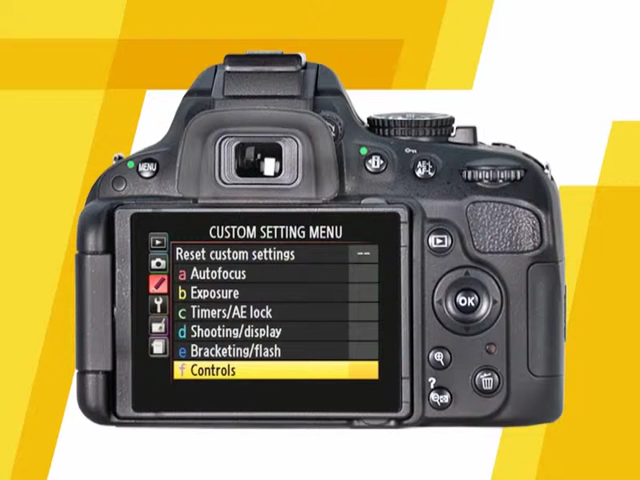 MENU
AE-L
AF-L
CUSTOM SETTING MENU
Reset custom settings --
a Autofocus
b Exposure
c Timers/AE lock
d Shooting/display
e Bracketing/flash
f Controls
OK
?